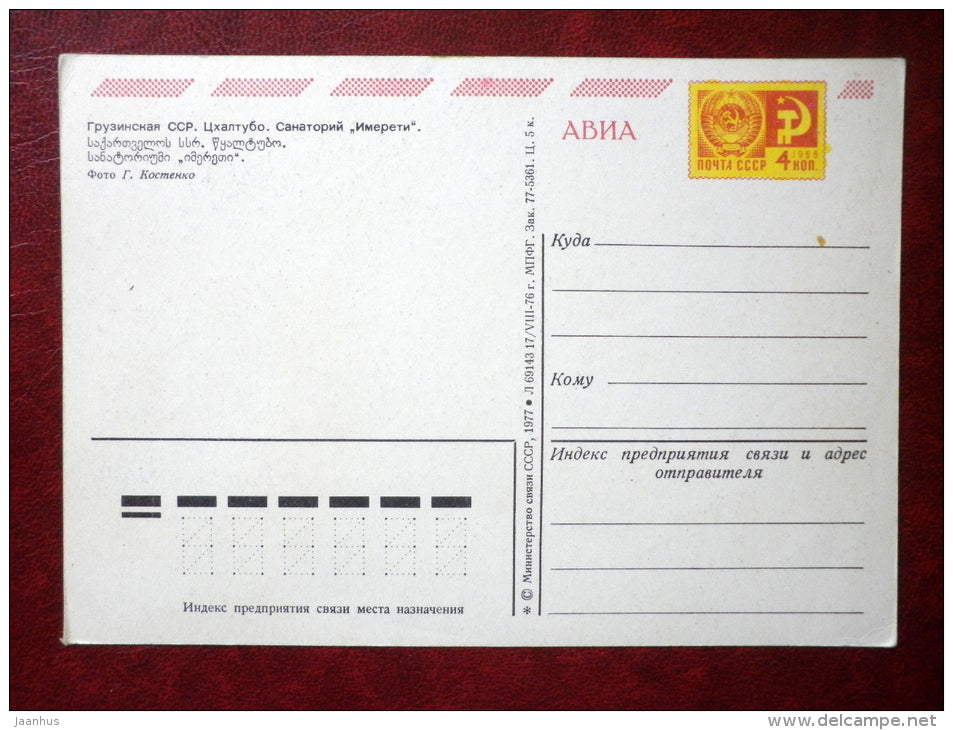 Грузинская ССР. Цхалтубо. Санаторий „Имерети“.
საქართველოს სსრ. წყალტუბო.
სანატორიუმი „იმერეთი“.
Фото Г. Костенко
АВИА
1966
ПОЧТА СССР 4 КОП.
Куда
Кому
Индекс предприятия связи и адрес
отправителя
* © Министерство связи СССР, 1977 ● Л 69143 17/VIII-76 г. МПФГ. Зак. 77-5361. Ц. 5 к.
Индекс предприятия связи места назначения
Jaanhus
www.delcampe.net